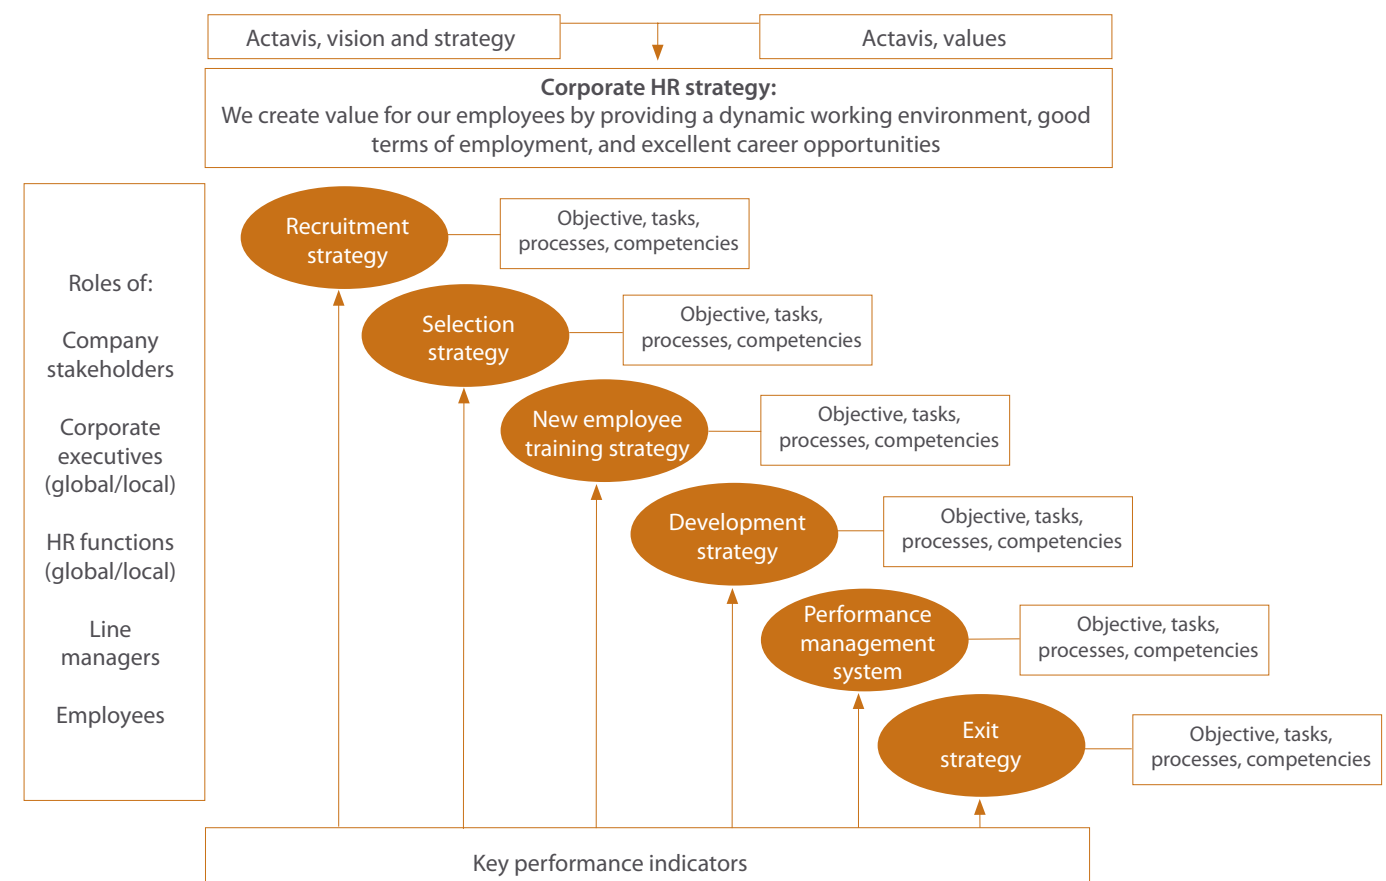 Actavis, vision and strategy
Actavis, values
Corporate HR strategy:
We create value for our employees by providing a dynamic working environment, good
terms of employment, and excellent career opportunities
Roles of:
Company
stakeholders
Corporate
executives
(global/local)
HR functions
(global/local)
Line
managers
Employees
Recruitment
strategy
Objective, tasks,
processes, competencies
Selection
strategy
Objective, tasks,
processes, competencies
New employee
training strategy
Objective, tasks,
processes, competencies
Development
strategy
Objective, tasks,
processes, competencies
Performance
management
system
Objective, tasks,
processes, competencies
Exit
strategy
Objective, tasks,
processes, competencies
Key performance indicators